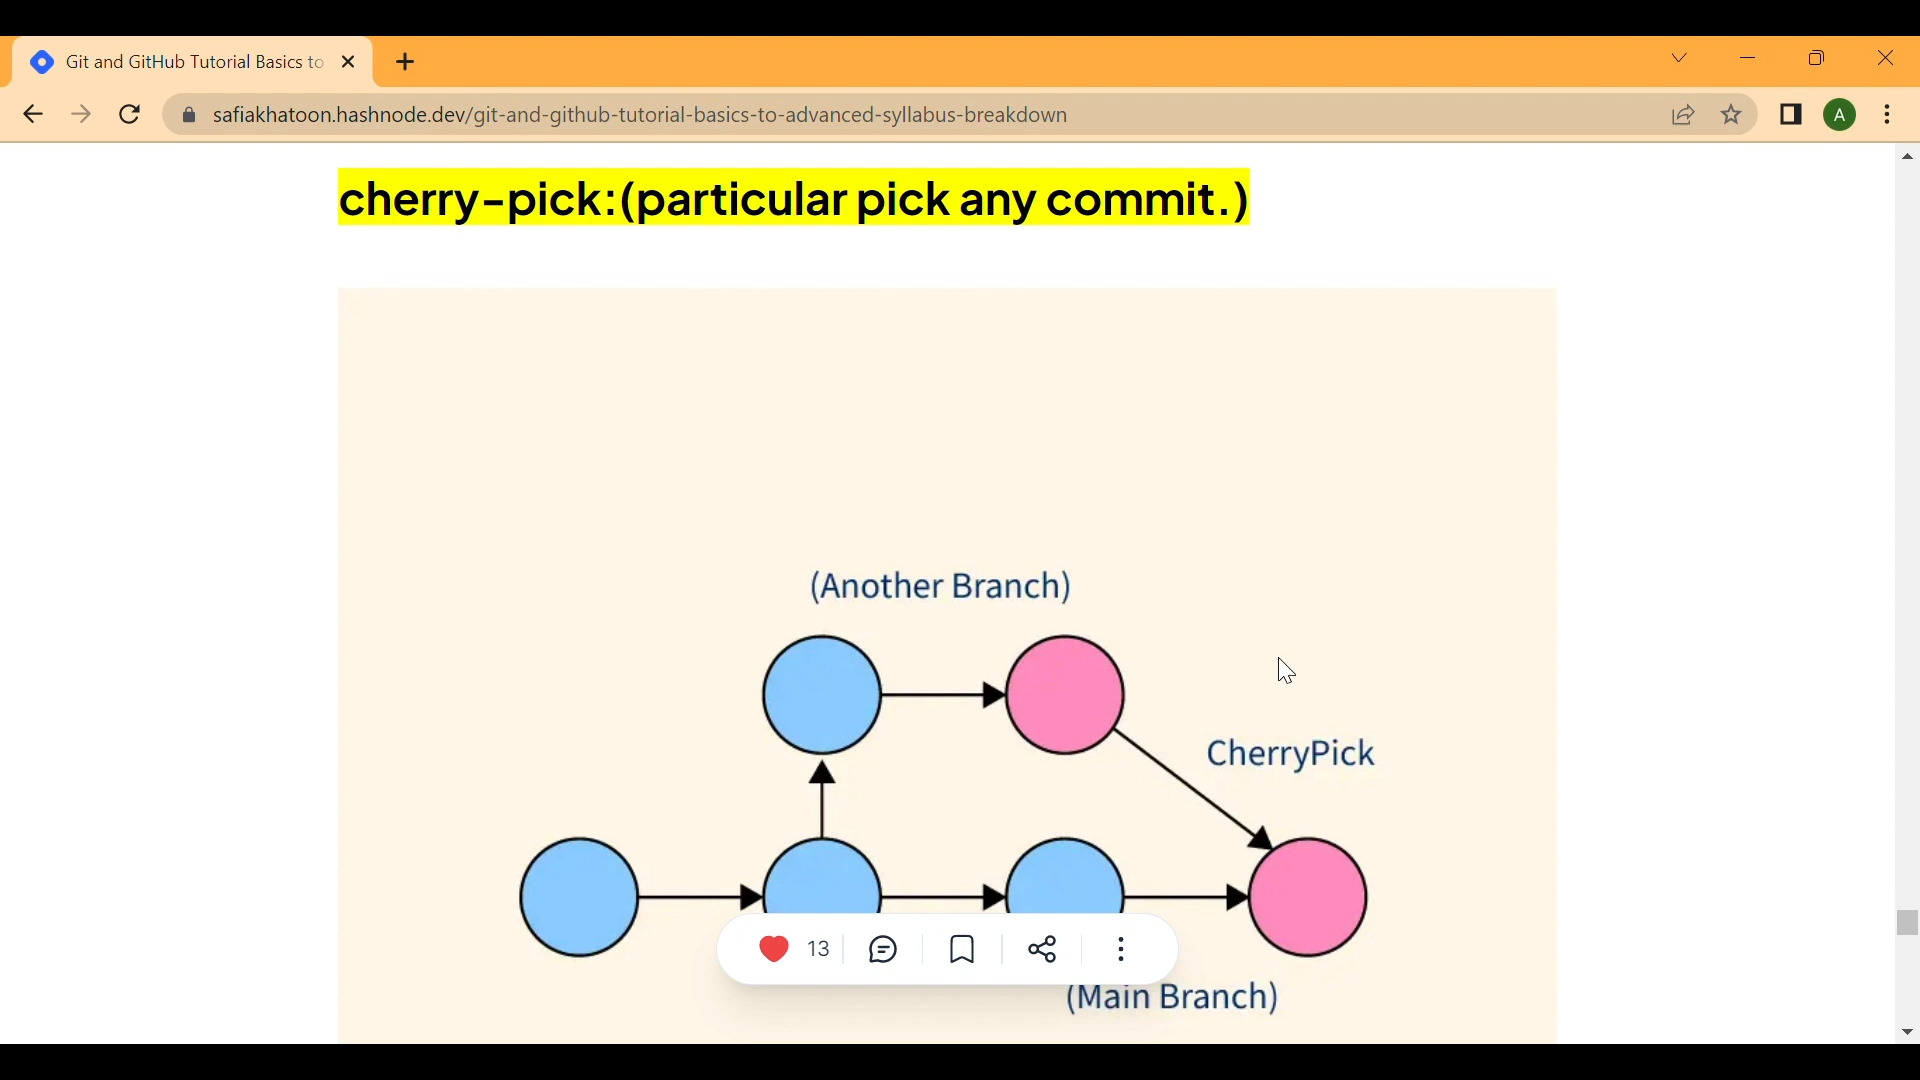 Git and GitHub Tutorial Basics to
safiakhatoon.hashnode.dev/git-and-github-tutorial-basics-to-advanced-syllabus-breakdown
A
cherry-pick:(particular pick any commit.)
(Another Branch)
CherryPick
13
(Main Branch)